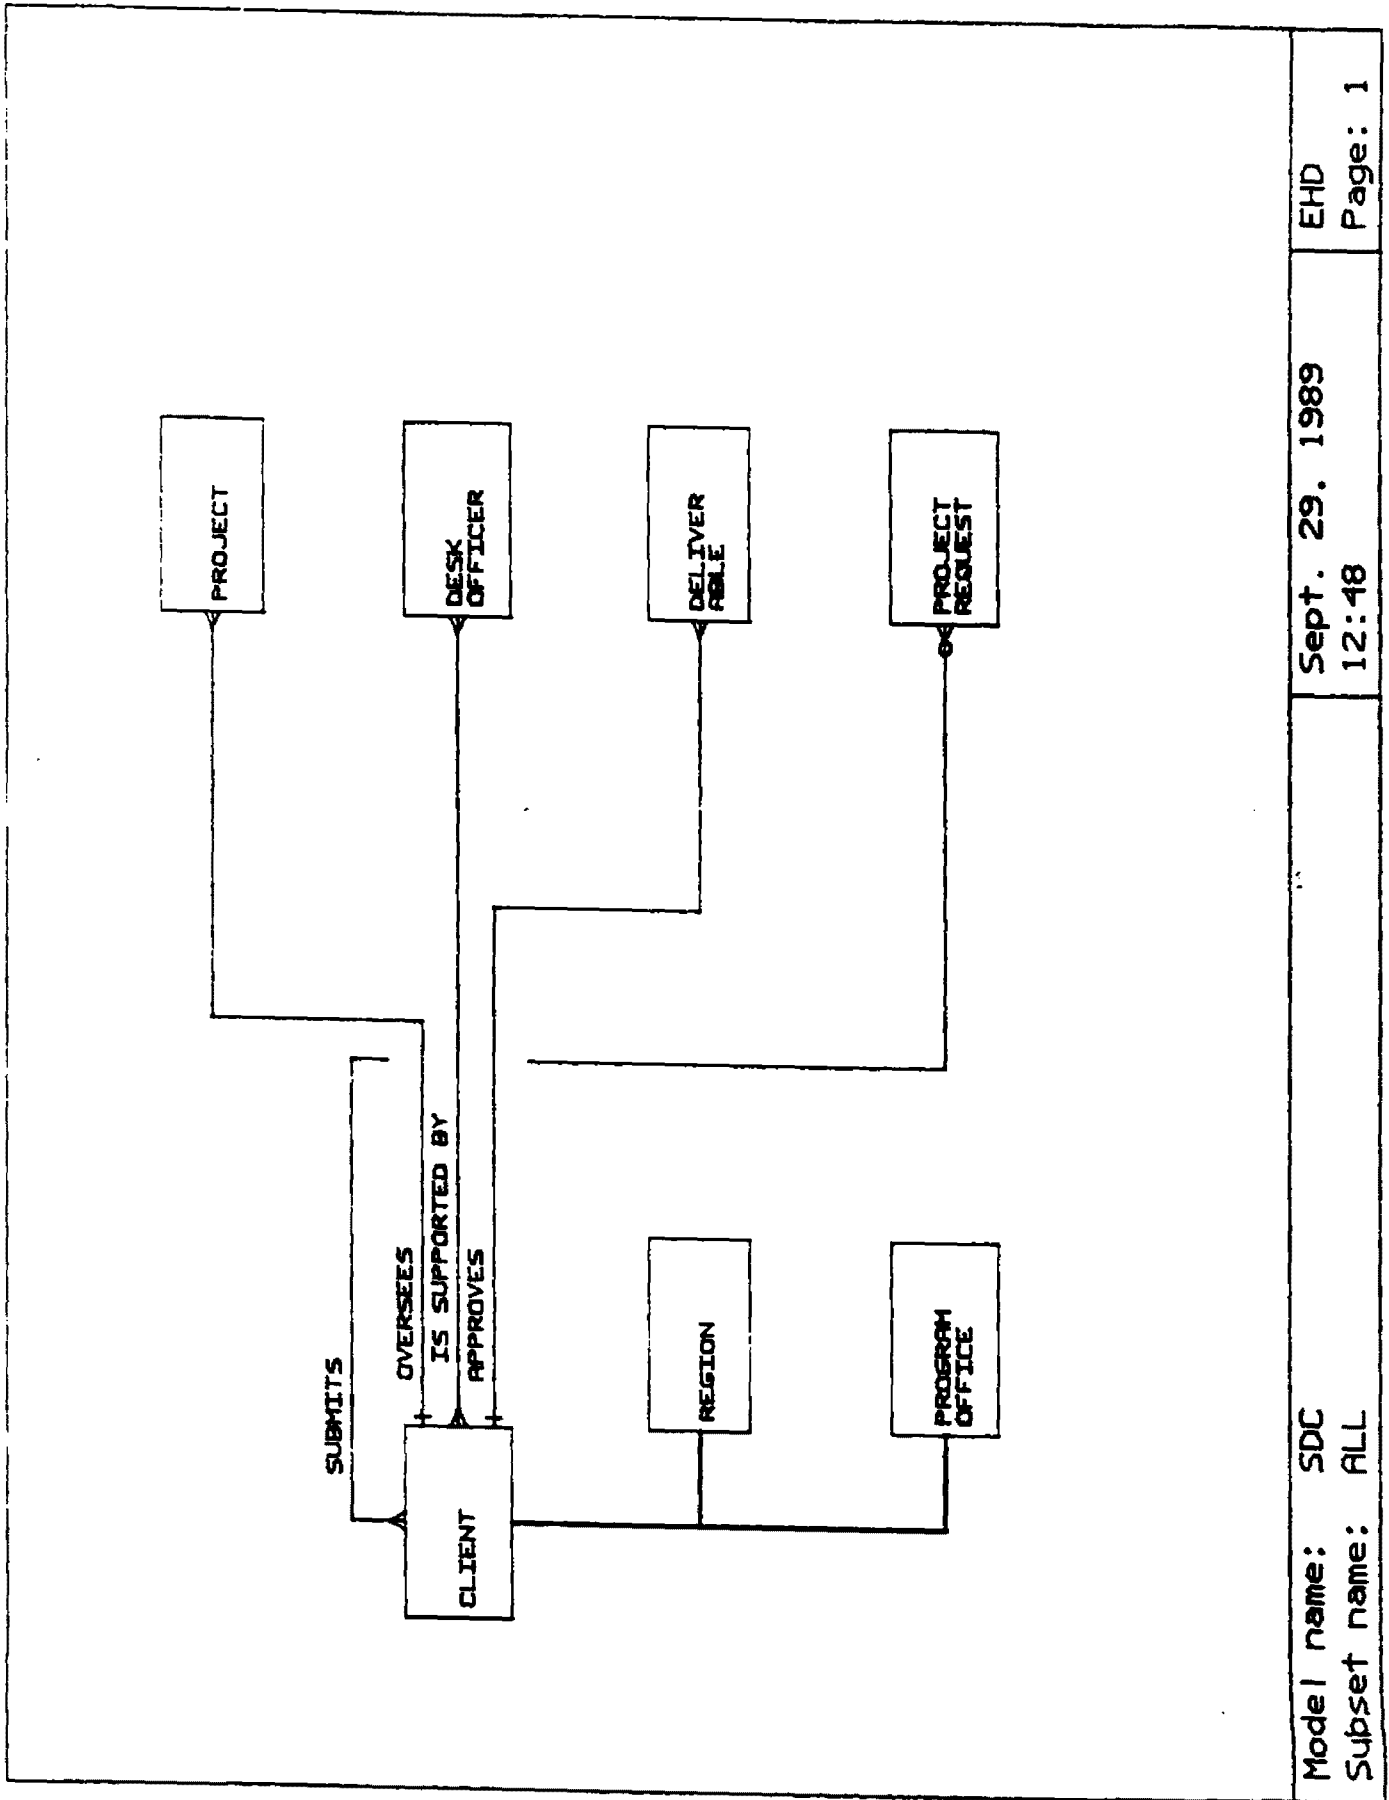 PROJECT
SUBMITS
OVERSEES
IS SUPPORTED BY
APPROVES
CLIENT
DESK
OFFICER
REGION
DELIVER
ABLE
PROGRAM
OFFICE
PROJECT
REQUEST
Model name: SDC
Subset name: ALL
Sept. 29. 1989
12:48
EHD
Page: 1